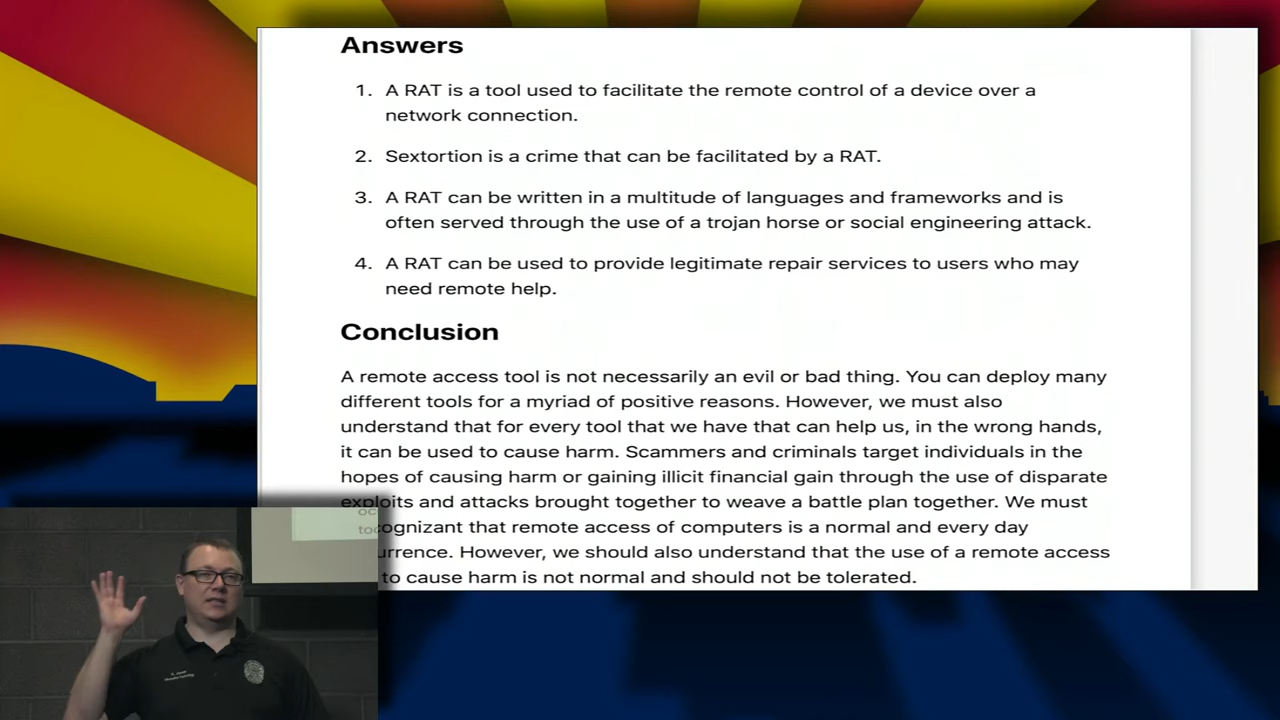 Answers
1. A RAT is a tool used to facilitate the remote control of a device over a
network connection.
2. Sextortion is a crime that can be facilitated by a RAT.
3. A RAT can be written in a multitude of languages and frameworks and is
often served through the use of a trojan horse or social engineering attack.
4. A RAT can be used to provide legitimate repair services to users who may
need remote help.
Conclusion
A remote access tool is not necessarily an evil or bad thing. You can deploy many
different tools for a myriad of positive reasons. However, we must also
understand that for every tool that we have that can help us, in the wrong hands,
it can be used to cause harm. Scammers and criminals target individuals in the
hopes of causing harm or gaining illicit financial gain through the use of disparate
exploits and attacks brought together to weave a battle plan together. We must
cognizant that remote access of computers is a normal and every day
urrence. However, we should also understand that the use of a remote access
to cause harm is not normal and should not be tolerated.